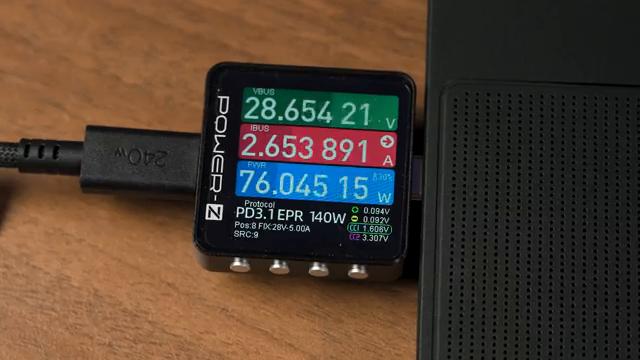 POWER-Z
VBUS
28.654 21 V
IBUS
2.653 891 A
PWR
76.045 15 W
Protocol
PD3.1 EPR 140W
Pos:8 FIX:28V-5.00A
SRC:9
0.094V
0.092V
CC1 1.606V
CC2 3.307V
240W